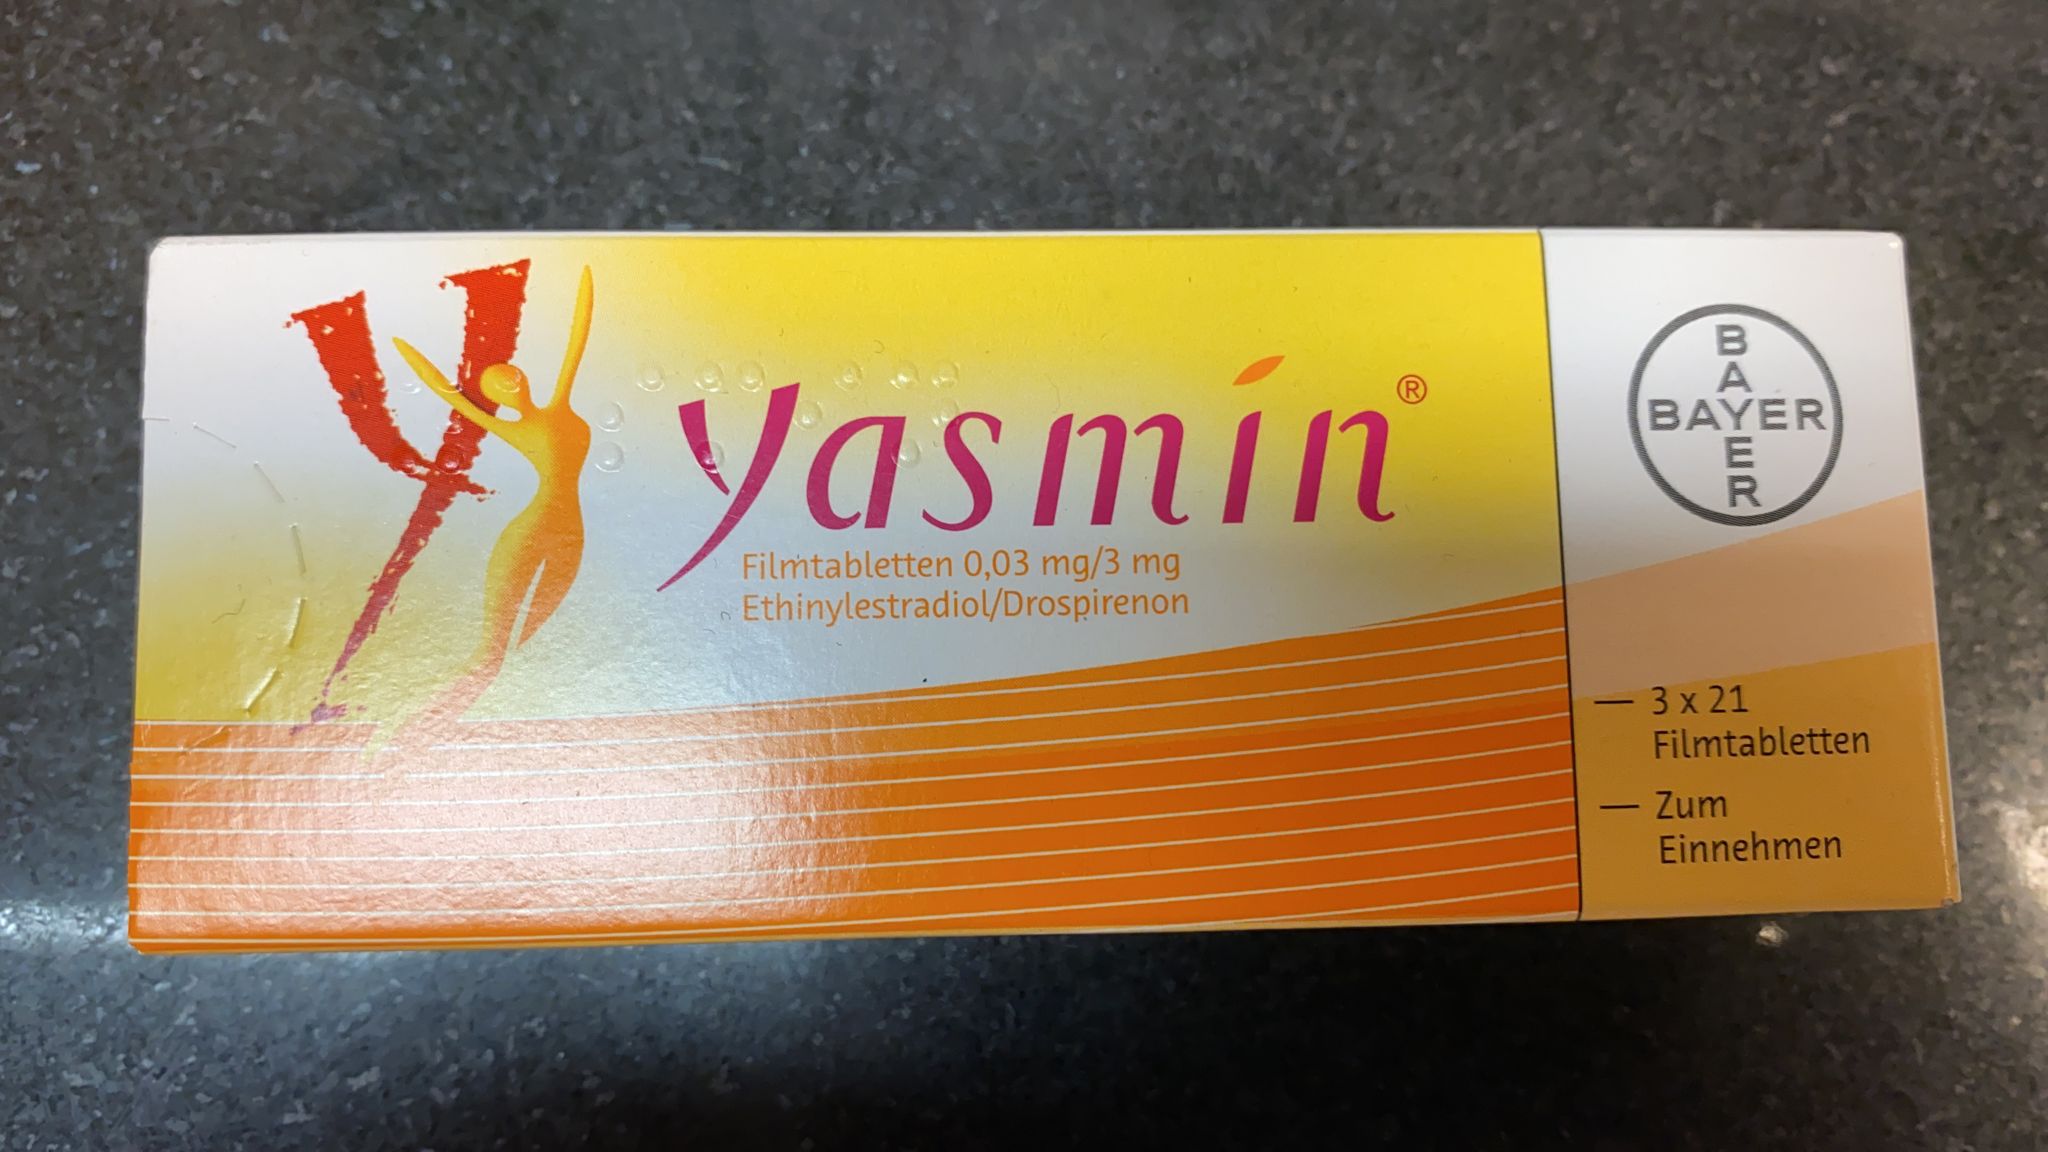 Yasmin®
Filmtabletten 0,03 mg/3 mg
Ethinylestradiol/Drospirenon
BAYER
BAYER
— 3 x 21
Filmtabletten
— Zum
Einnehmen